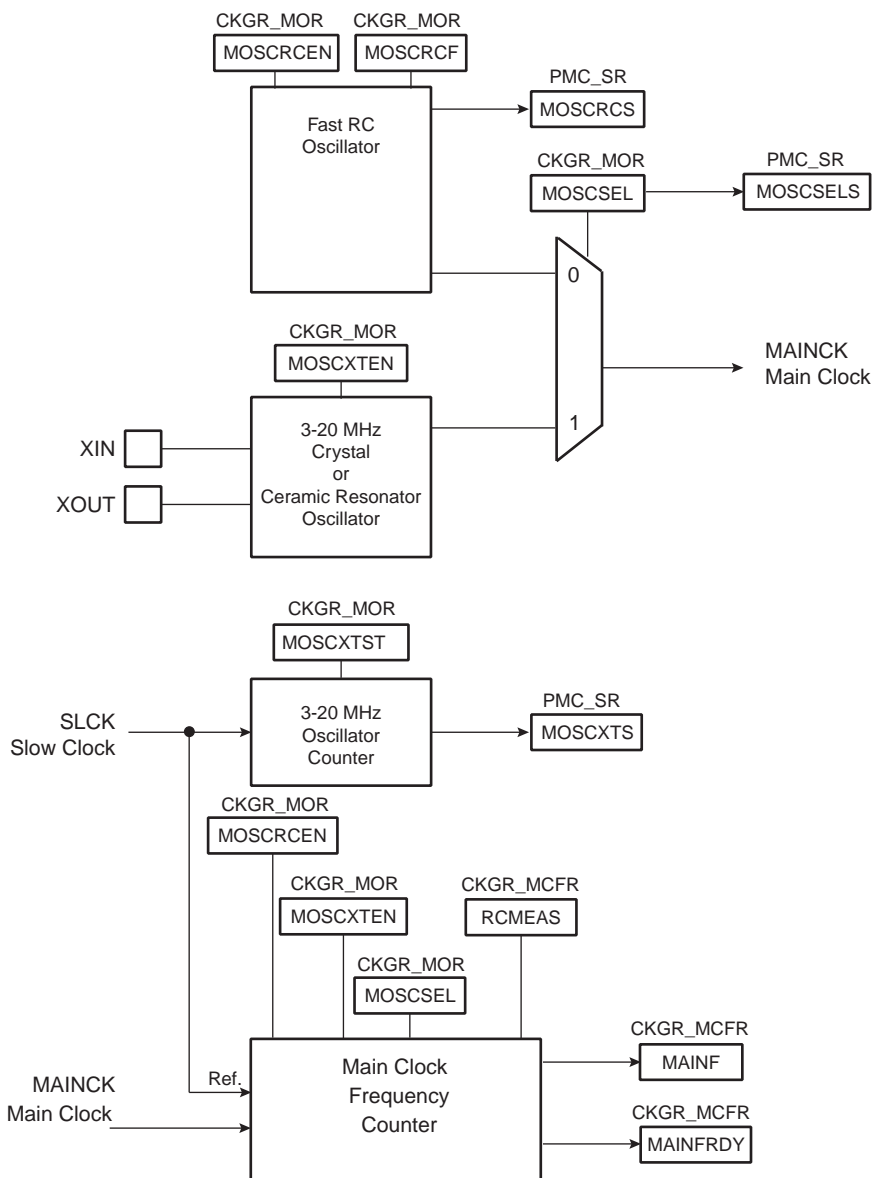 CKGR_MOR
MOSCRCEN
CKGR_MOR
MOSCRCF
PMC_SR
MOSCRCS
Fast RC
Oscillator
CKGR_MOR
MOSCSEL
PMC_SR
MOSCSELS
0
CKGR_MOR
MOSCXTEN
MAINCK
Main Clock
1
XIN
XOUT
3-20 MHz
Crystal
or
Ceramic Resonator
Oscillator
CKGR_MOR
MOSCXTST
SLCK
Slow Clock
3-20 MHz
Oscillator
Counter
PMC_SR
MOSCXTS
CKGR_MOR
MOSCRCEN
CKGR_MOR
MOSCXTEN
CKGR_MCFR
RCMEAS
CKGR_MOR
MOSCSEL
MAINCK
Main Clock
Ref.
Main Clock
Frequency
Counter
CKGR_MCFR
MAINF
CKGR_MCFR
MAINFRDY